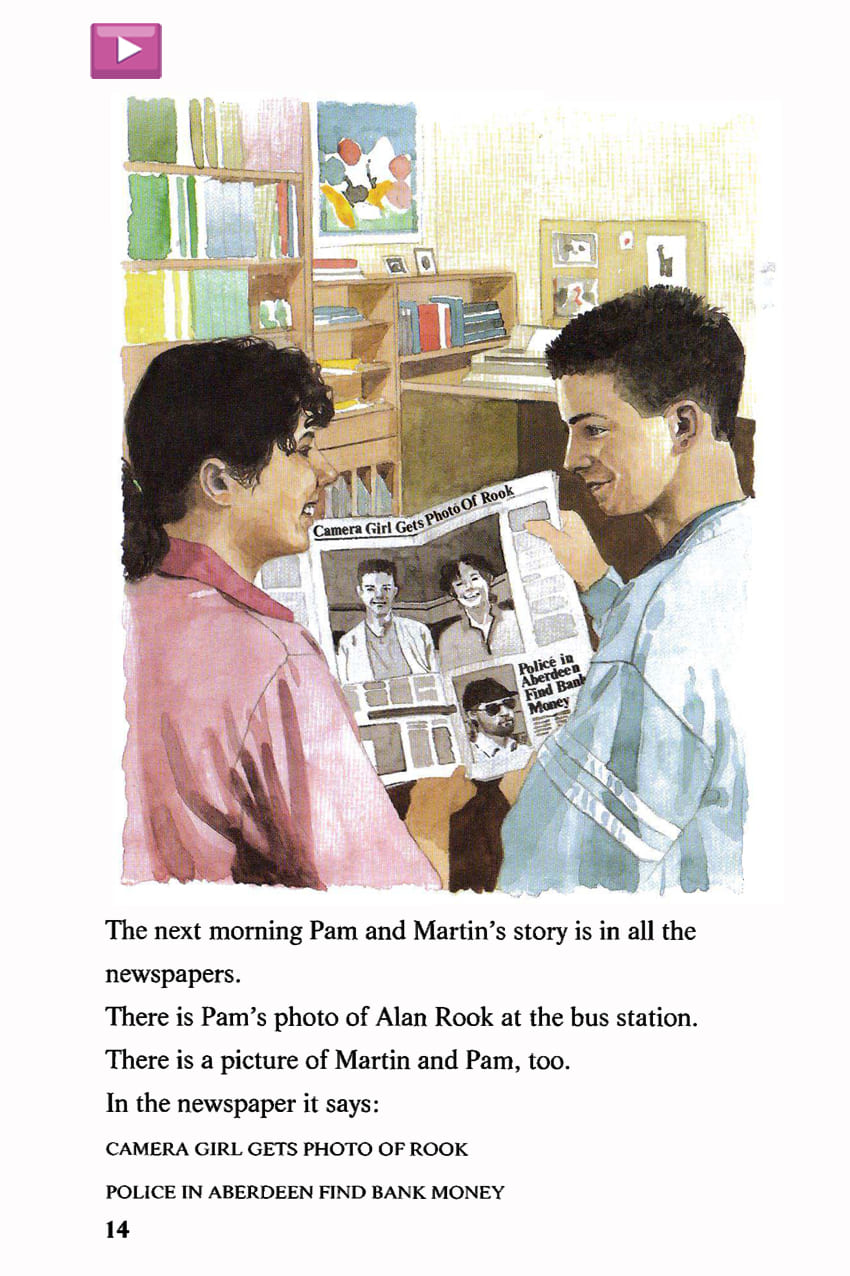 Camera Girl Gets Photo Of Rook
Police in
Aberdeen
Find Bank
Money
The next morning Pam and Martin's story is in all the
newspapers.
There is Pam's photo of Alan Rook at the bus station.
There is a picture of Martin and Pam, too.
In the newspaper it says:
CAMERA GIRL GETS PHOTO OF ROOK
POLICE IN ABERDEEN FIND BANK MONEY
14